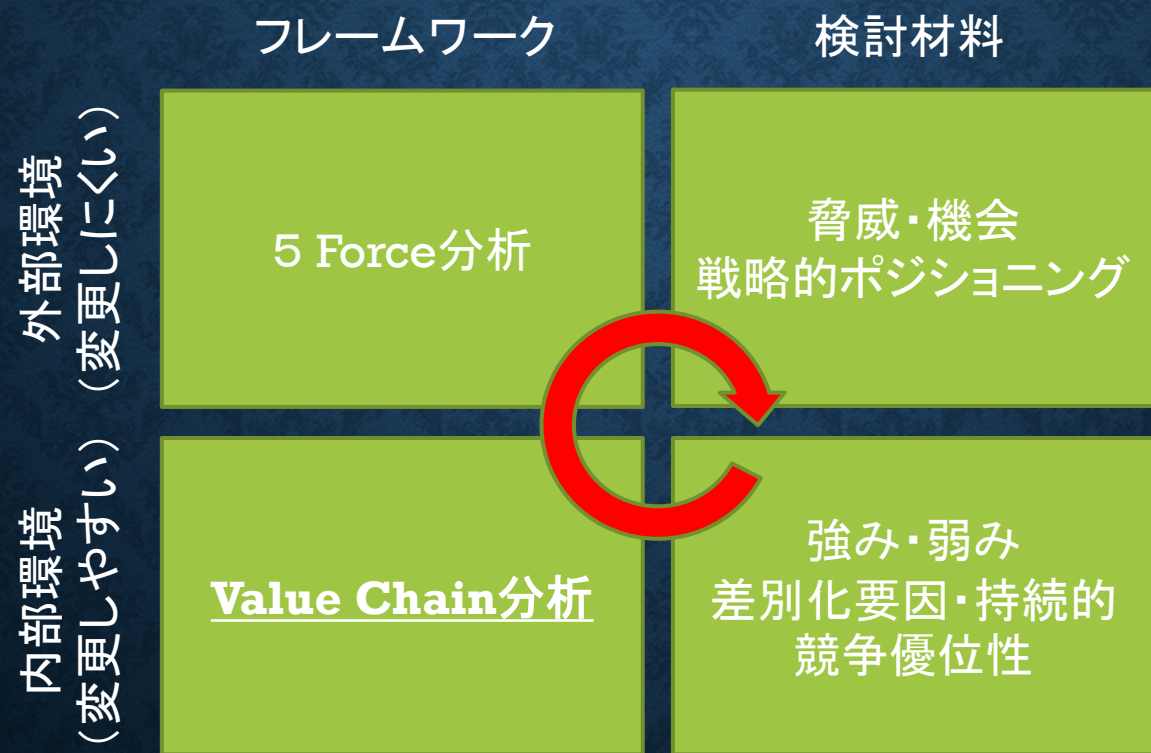 フレームワーク
検討材料
外部環境
（変更しにくい）
5 Force分析
脅威・機会
戦略的ポジショニング
内部環境
（変更しやすい）
Value Chain分析
強み・弱み
差別化要因・持続的
競争優位性